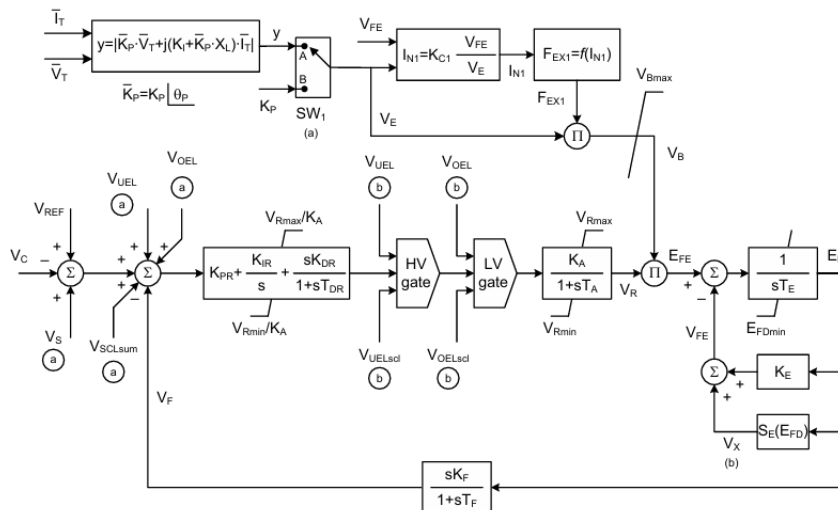 ĪT
V̄T
y=|K̄P·V̄T+j(KI+K̄P·XL)·ĪT|
y
K̄P=KP∠θP
A
B
KP
SW1
(a)
VFE
IN1=KC1 VFE/VE
IN1
FEX1=f(IN1)
FEX1
VE
Π
VBmax
VB
VC
VREF
VS
a
Σ
VUEL
a
VOEL
a
Σ
VSCLsum
a
VF
VRmax/KA
KPR+ KIR/s + sKDR/1+sTDR
VRmin/KA
VUEL
b
HV
gate
VUELscl
b
VOEL
b
LV
gate
VOELscl
b
VRmax
KA
1+sTA
VRmin
VR
Π
EFE
Σ
1
sTE
EFDmin
VFE
Σ
KE
SE(EFD)
VX
(b)
sKF
1+sTF